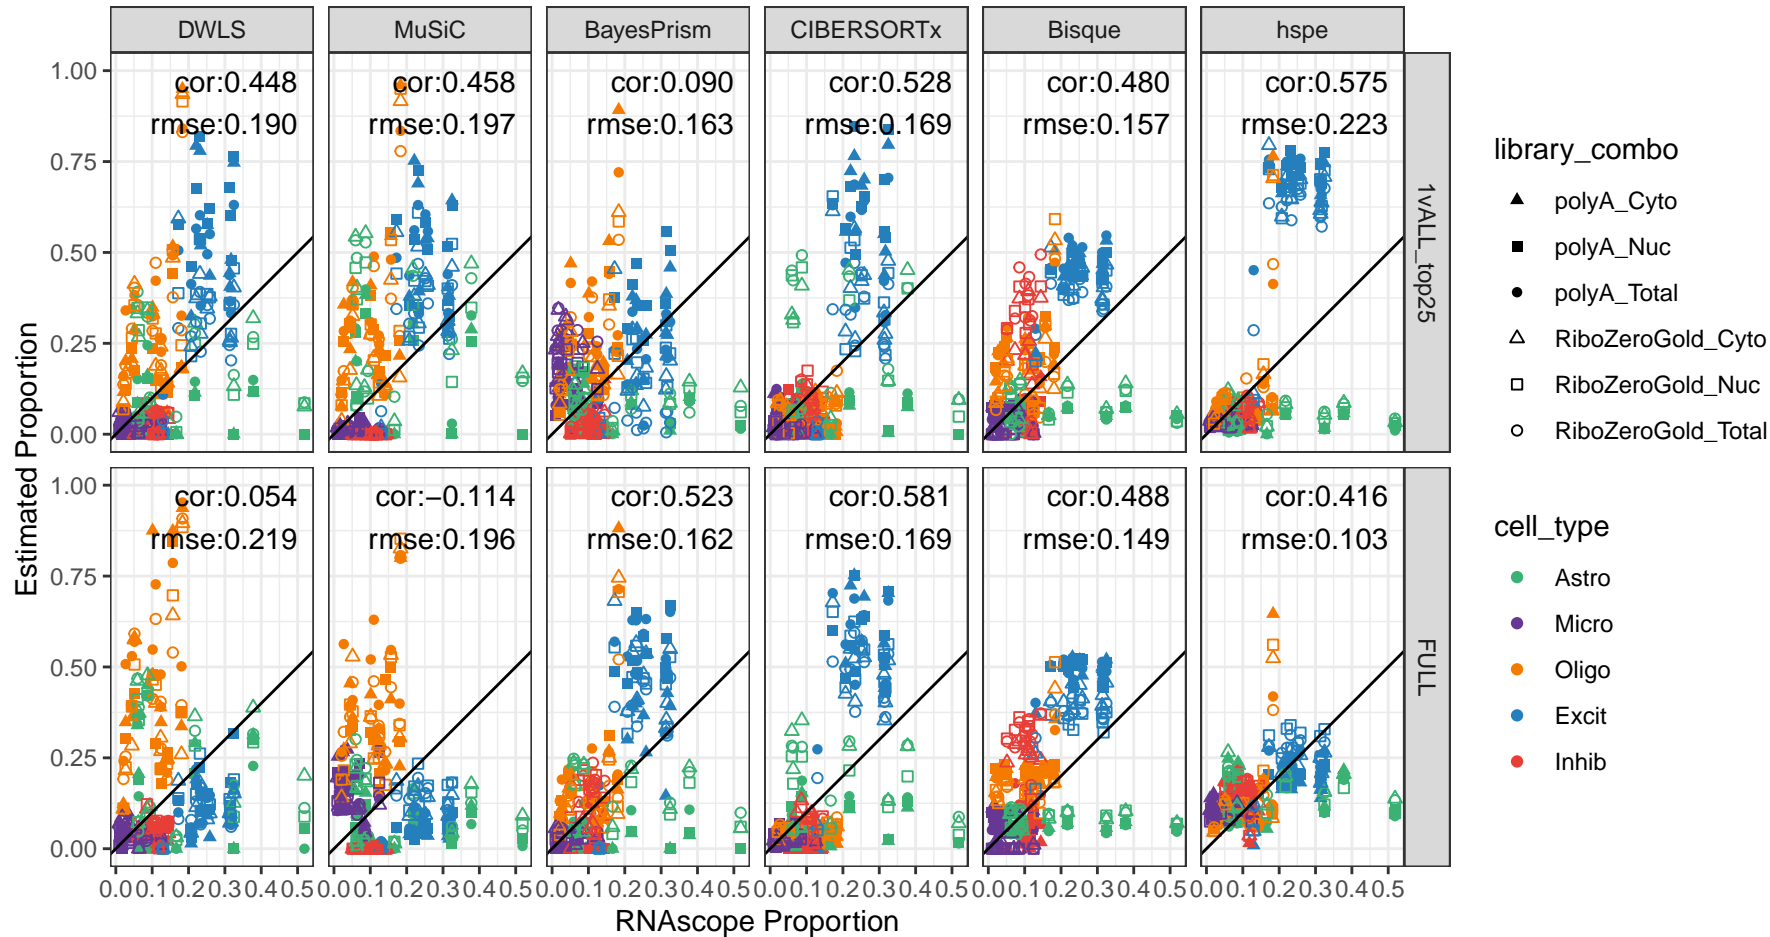 DWLS MuSiC BayesPrism CIBERSORTx Bisque hspe
1.00
0.75
0.50
0.25
0.00
cor:0.448
rmse:0.190
cor:0.458
rmse:0.197
cor:0.090
rmse:0.163
cor:0.528
rmse:0.169
cor:0.480
rmse:0.157
cor:0.575
rmse:0.223
1vALL_top25
1.00
0.75
0.50
0.25
0.00
cor:0.054
rmse:0.219
cor:−0.114
rmse:0.196
cor:0.523
rmse:0.162
cor:0.581
rmse:0.169
cor:0.488
rmse:0.149
cor:0.416
rmse:0.103
FULL
0.0 0.1 0.2 0.3 0.4 0.5 0.0 0.1 0.2 0.3 0.4 0.5 0.0 0.1 0.2 0.3 0.4 0.5 0.0 0.1 0.2 0.3 0.4 0.5 0.0 0.1 0.2 0.3 0.4 0.5 0.0 0.1 0.2 0.3 0.4 0.5
RNAscope Proportion
Estimated Proportion
library_combo
polyA_Cyto
polyA_Nuc
polyA_Total
RiboZeroGold_Cyto
RiboZeroGold_Nuc
RiboZeroGold_Total
cell_type
Astro
Micro
Oligo
Excit
Inhib